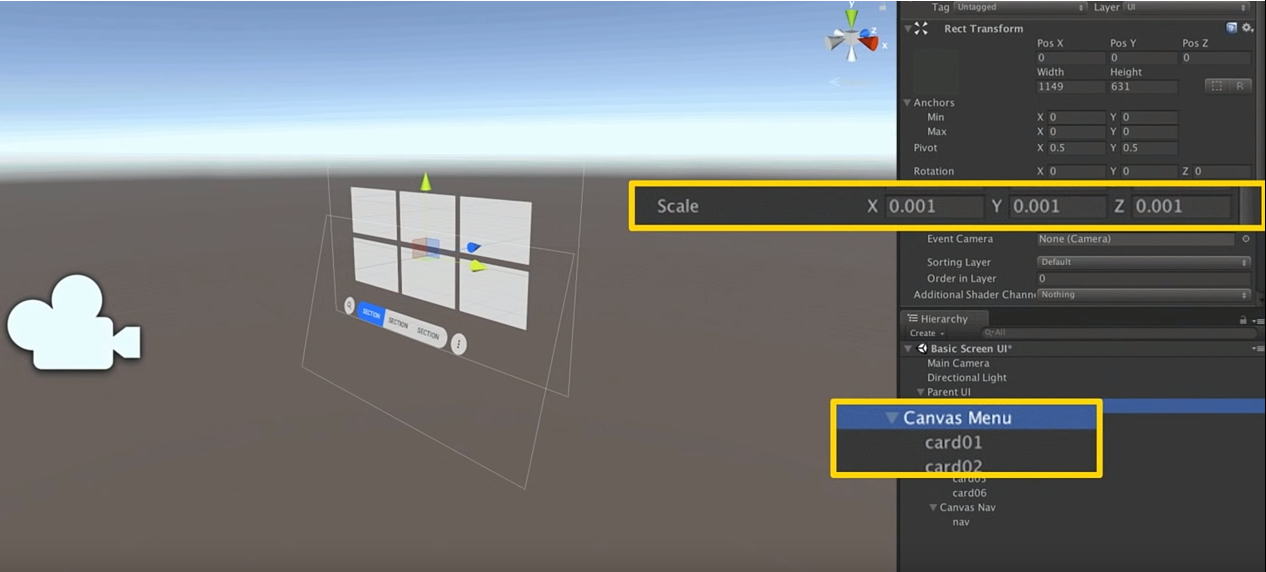 Tag Untagged Layer UI
y
z
x
Rect Transform
Pos X Pos Y Pos Z
0 0 0
Width Height
1149 631
R
Anchors
Min X 0 Y 0
Max X 0 Y 0
Pivot X 0.5 Y 0.5
Rotation X 0 Y 0 Z 0
Scale X 0.001 Y 0.001 Z 0.001
Event Camera None (Camera)
Sorting Layer Default
Order in Layer 0
Additional Shader Chann Nothing
SECTION SECTION SECTION
Hierarchy
Create All
Basic Screen UI*
Main Camera
Directional Light
Parent UI
Canvas Menu
card01
card02
card05
card06
Canvas Nav
nav